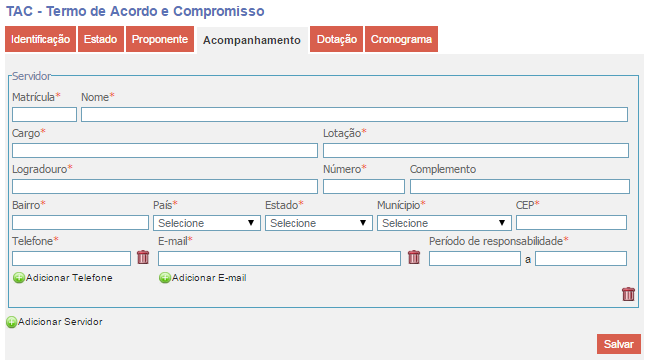 TAC - Termo de Acordo e Compromisso
Identificação Estado Proponente Acompanhamento Dotação Cronograma
Servidor
Matrícula* Nome*
Cargo* Lotação*
Logradouro* Número* Complemento
Bairro* País* Estado* Município* CEP*
Selecione Selecione Selecione
Telefone* E-mail* Período de responsabilidade*
a
Adicionar Telefone Adicionar E-mail
Adicionar Servidor
Salvar